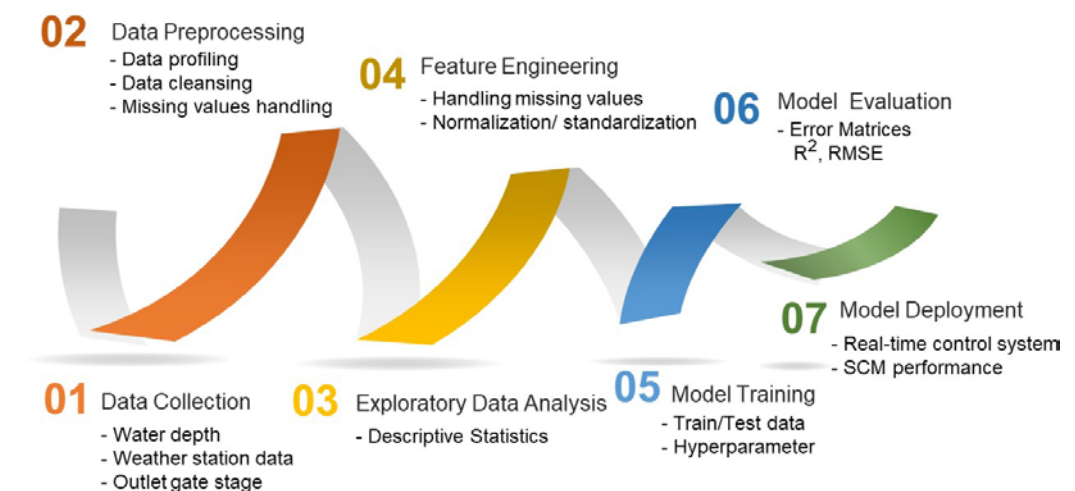 02 Data Preprocessing
- Data profiling
- Data cleansing
- Missing values handling
04 Feature Engineering
- Handling missing values
- Normalization/ standardization
06 Model Evaluation
- Error Matrices
R², RMSE
01 Data Collection
- Water depth
- Weather station data
- Outlet gate stage
03 Exploratory Data Analysis
- Descriptive Statistics
05 Model Training
- Train/Test data
- Hyperparameter
07 Model Deployment
- Real-time control system
- SCM performance